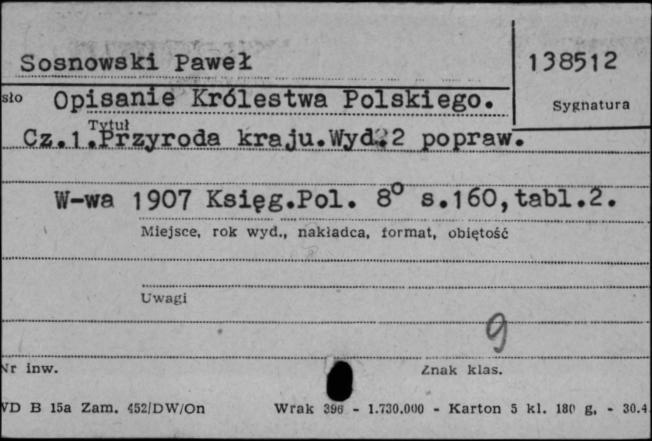 Sosnowski Paweł
138512
sło Opisanie Królestwa Polskiego.
Sygnatura
Tytuł
Cz.1.Przyroda kraju.Wyd.2 popraw.
W-wa 1907 Księg.Pol. 8° s.160,tabl.2.
Miejsce, rok wyd., nakładca, format, objętość
Uwagi
9
Nr inw.
Znak klas.
WD B 15a Zam. 452/DW/On Wrak 396 - 1.730.000 - Karton 5 kl. 180 g. - 30.4